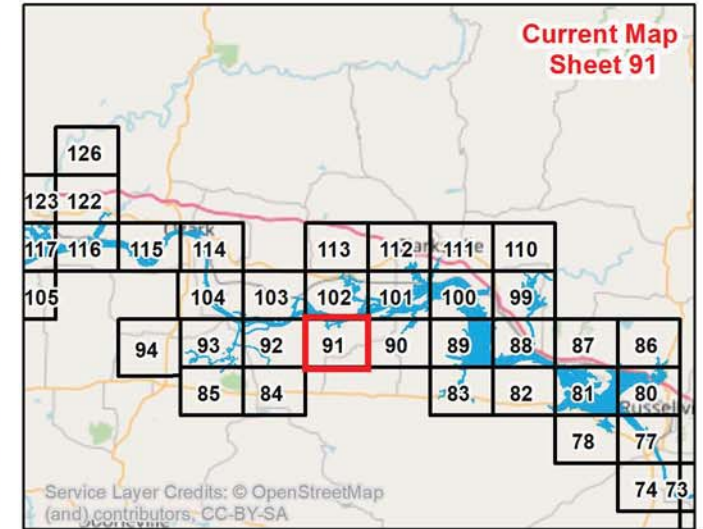 Current Map
Sheet 91
126
123 122
117 116 115 114 113 112 111 110
105 104 103 102 101 100 99
94 93 92 91 90 89 88 87 86
85 84 83 82 81 80
78 77
74 73
Service Layer Credits: © OpenStreetMap
(and) contributors, CC-BY-SA